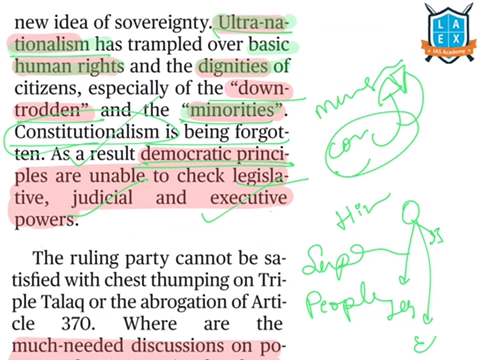 new idea of sovereignty. Ultra-na-
tionalism has trampled over basic
human rights and the dignities of
citizens, especially of the “down-
trodden” and the “minorities”.
Constitutionalism is being forgot-
ten. As a result democratic princi-
ples are unable to check legisla-
tive, judicial and executive
powers.
The ruling party cannot be sa-
tisfied with chest thumping on Tri-
ple Talaq or the abrogation of Arti-
cle 370. Where are the
much-needed discussions on po-
LA
EX
IAS Academy
People